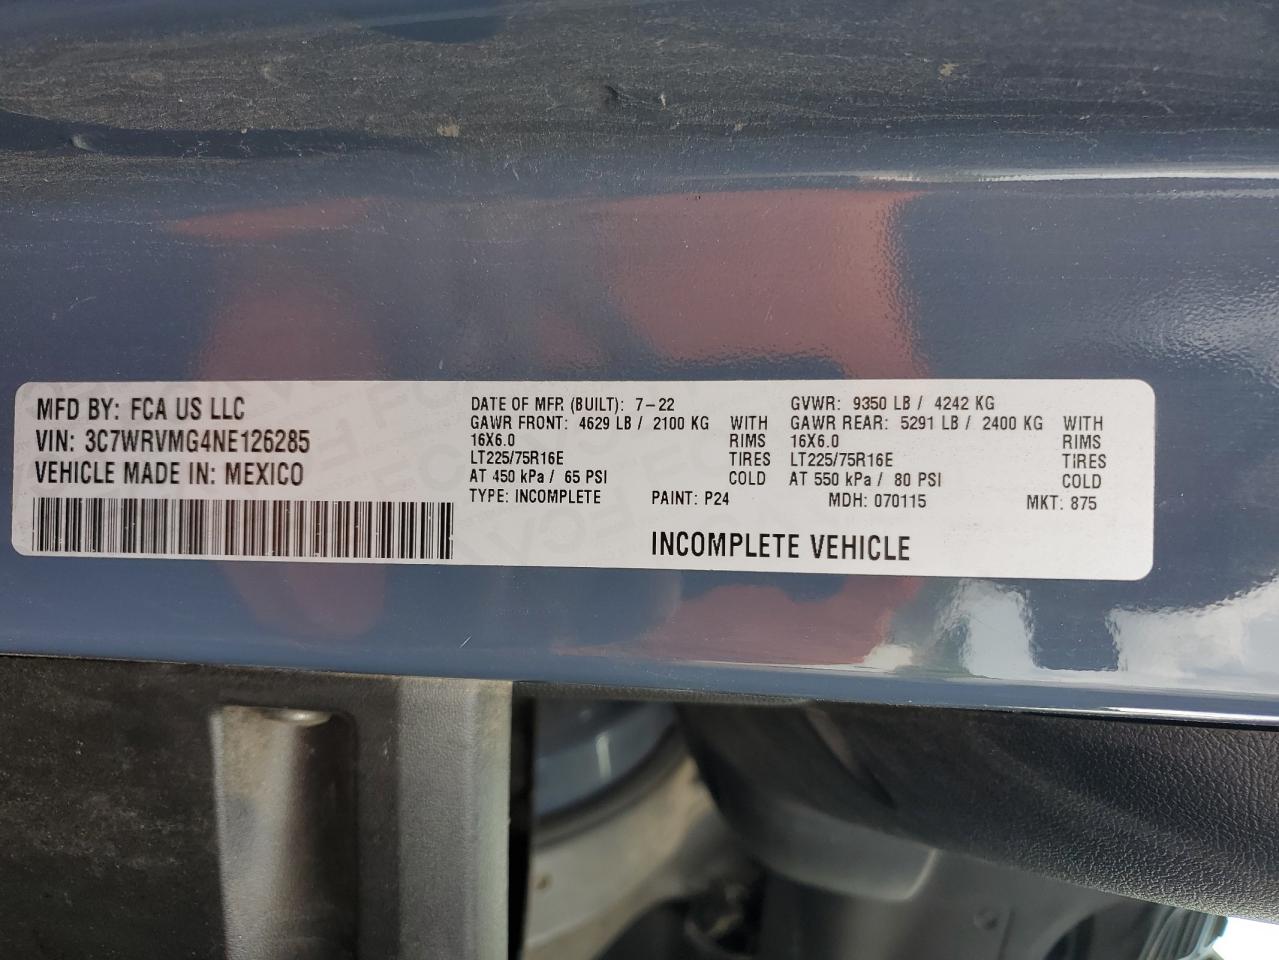 MFD BY: FCA US LLC
VIN: 3C7WRVMG4NE126285
VEHICLE MADE IN: MEXICO
DATE OF MFR (BUILT): 7-22
GAWR FRONT: 4629 LB / 2100 KG WITH
16X6.0 RIMS
LT225/75R16E TIRES
AT 450 kPa / 65 PSI COLD
TYPE: INCOMPLETE PAINT: P24
GVWR: 9350 LB / 4242 KG
GAWR REAR: 5291 LB / 2400 KG WITH
16X6.0 RIMS
LT225/75R16E TIRES
AT 550 kPa / 80 PSI COLD
MDH: 070115 MKT: 875
INCOMPLETE VEHICLE